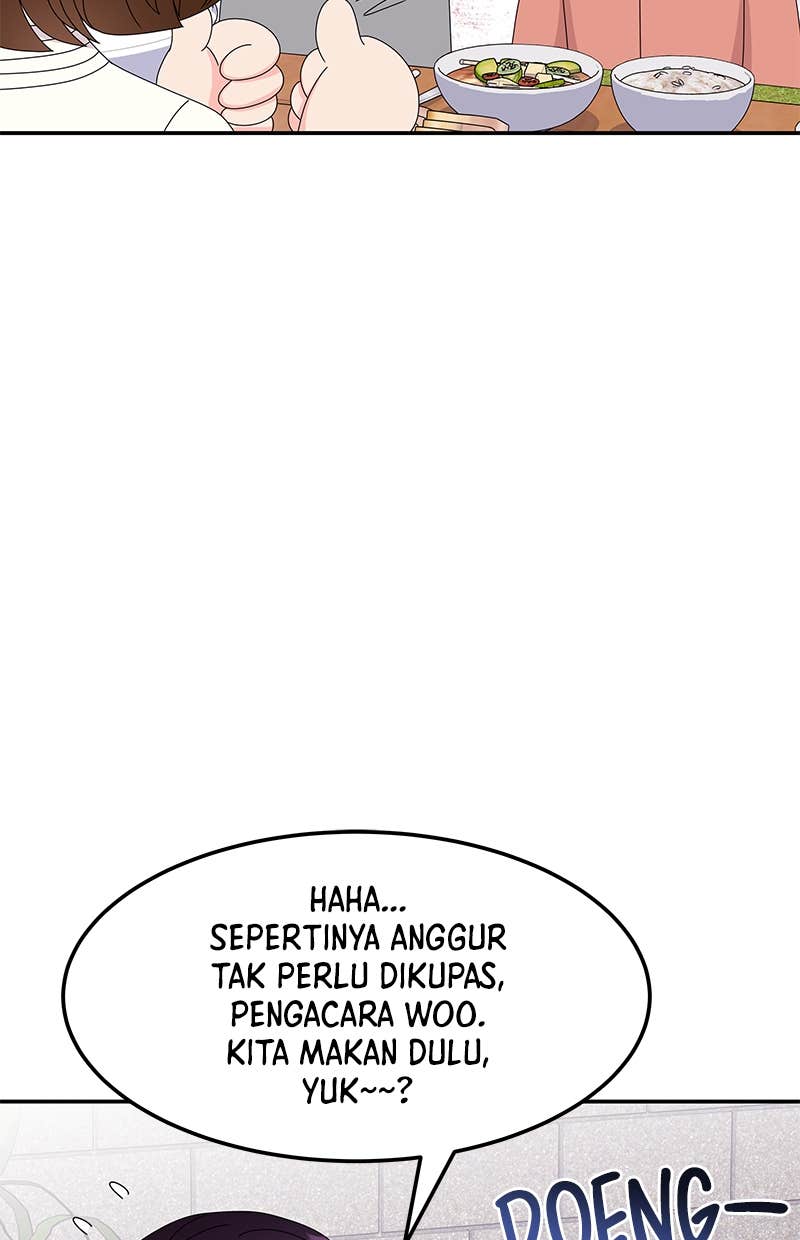 HAHA...
SEPERTINYA ANGGUR
TAK PERLU DIKUPAS,
PENGACARA WOO.
KITA MAKAN DULU,
YUK~~?
DOENG—